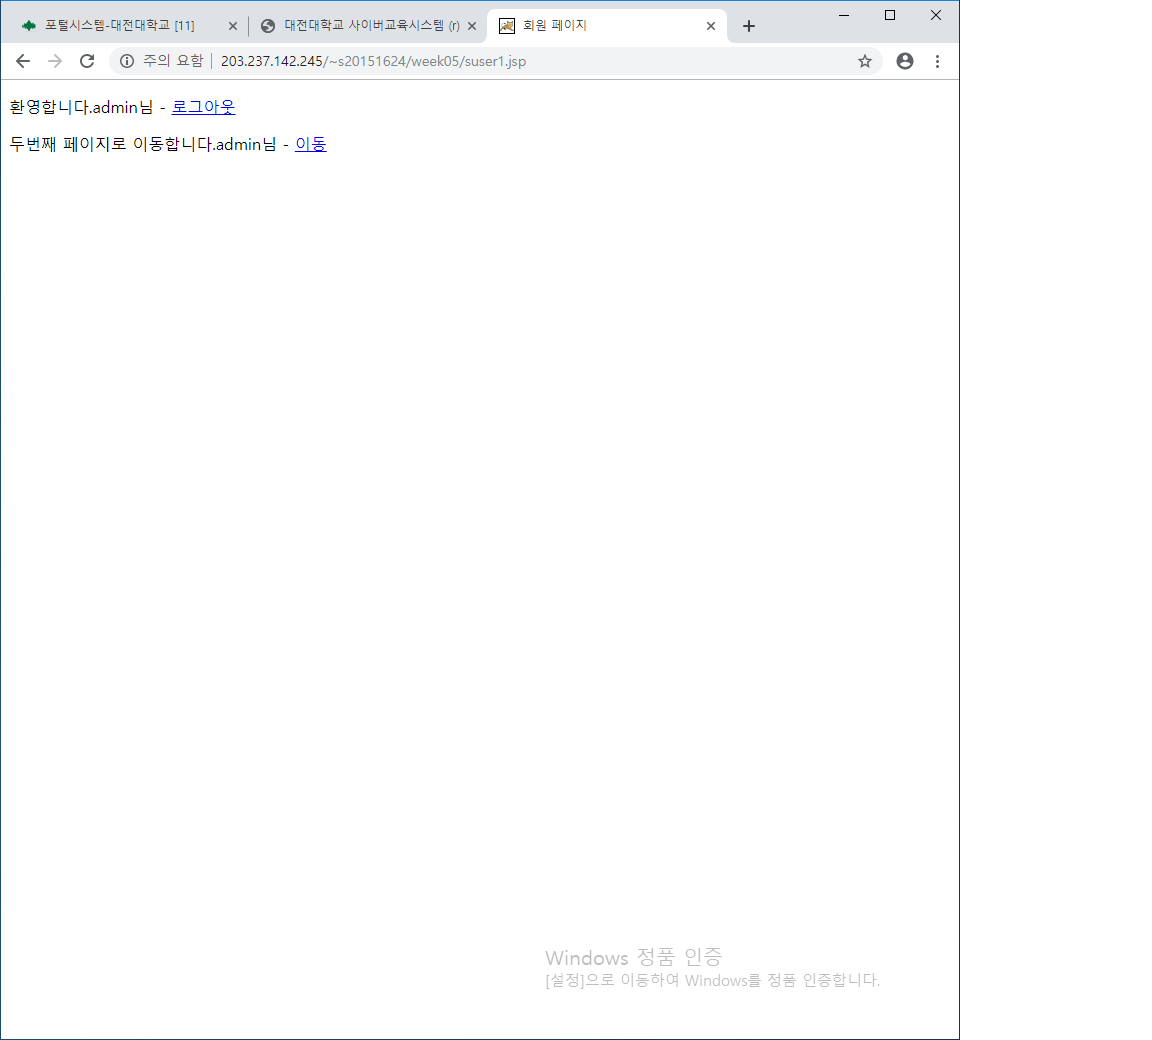 포털시스템-대전대학교 [11]
대전대학교 사이버교육시스템 (r)
회원 페이지
주의 요함 203.237.142.245/~s20151624/week05/suser1.jsp
환영합니다.admin님 - 로그아웃
두번째 페이지로 이동합니다.admin님 - 이동
Windows 정품 인증
[설정]으로 이동하여 Windows를 정품 인증합니다.